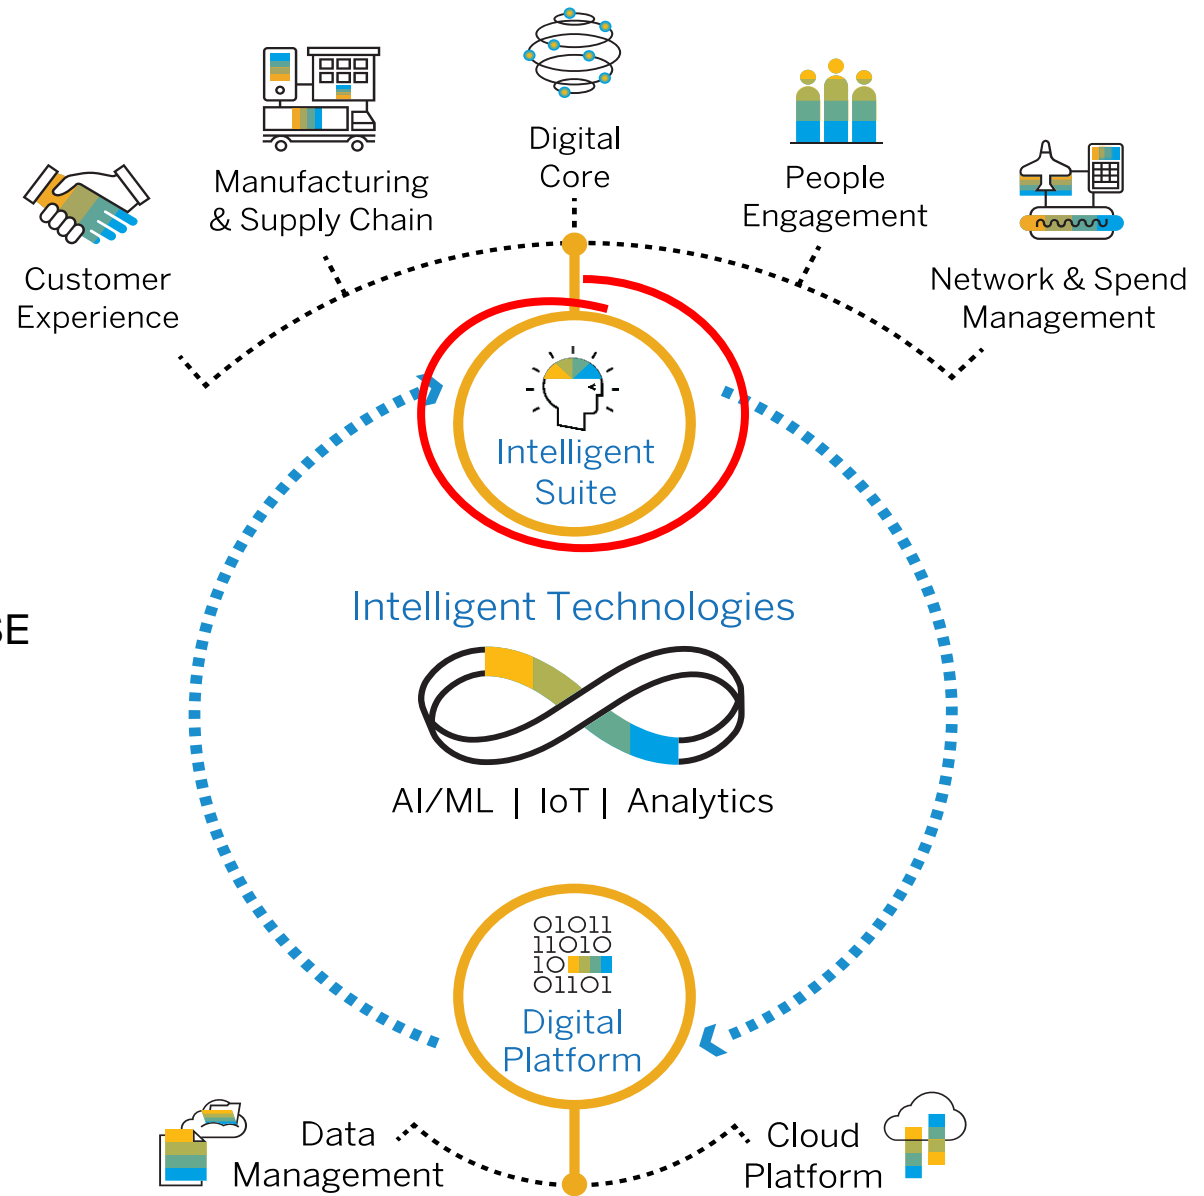 Digital
Core
Manufacturing
& Supply Chain
People
Engagement
Customer
Experience
Network & Spend
Management
Intelligent
Suite
Intelligent Technologies
SE
AI/ML | IoT | Analytics
01011
11010
10
01101
Digital
Platform
Data
Management
Cloud
Platform